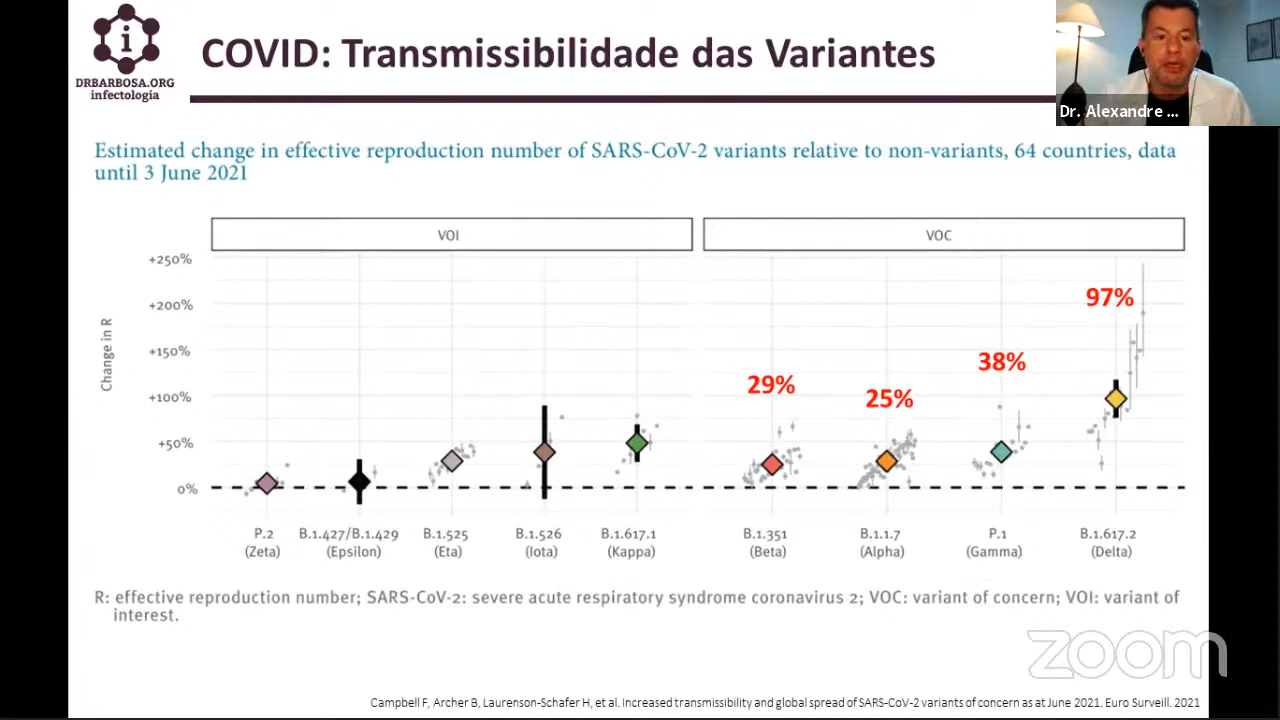 DRBARBOSA.ORG
infectologia
COVID: Transmissibilidade das Variantes
Dr. Alexandre ...
Estimated change in effective reproduction number of SARS-CoV-2 variants relative to non-variants, 64 countries, data
until 3 June 2021
VOI
VOC
Change in R
+250%
+200%
+150%
+100%
+50%
0%
29%
25%
38%
97%
P.2
(Zeta)
B.1.427/B.1.429
(Epsilon)
B.1.525
(Eta)
B.1.526
(Iota)
B.1.617.1
(Kappa)
B.1.351
(Beta)
B.1.1.7
(Alpha)
P.1
(Gamma)
B.1.617.2
(Delta)
R: effective reproduction number; SARS-CoV-2: severe acute respiratory syndrome coronavirus 2; VOC: variant of concern; VOI: variant of
interest.
zoom
Campbell F, Archer B, Laurenson-Schafer H, et al. Increased transmissibility and global spread of SARS-CoV-2 variants of concern as at June 2021. Euro Surveill. 2021